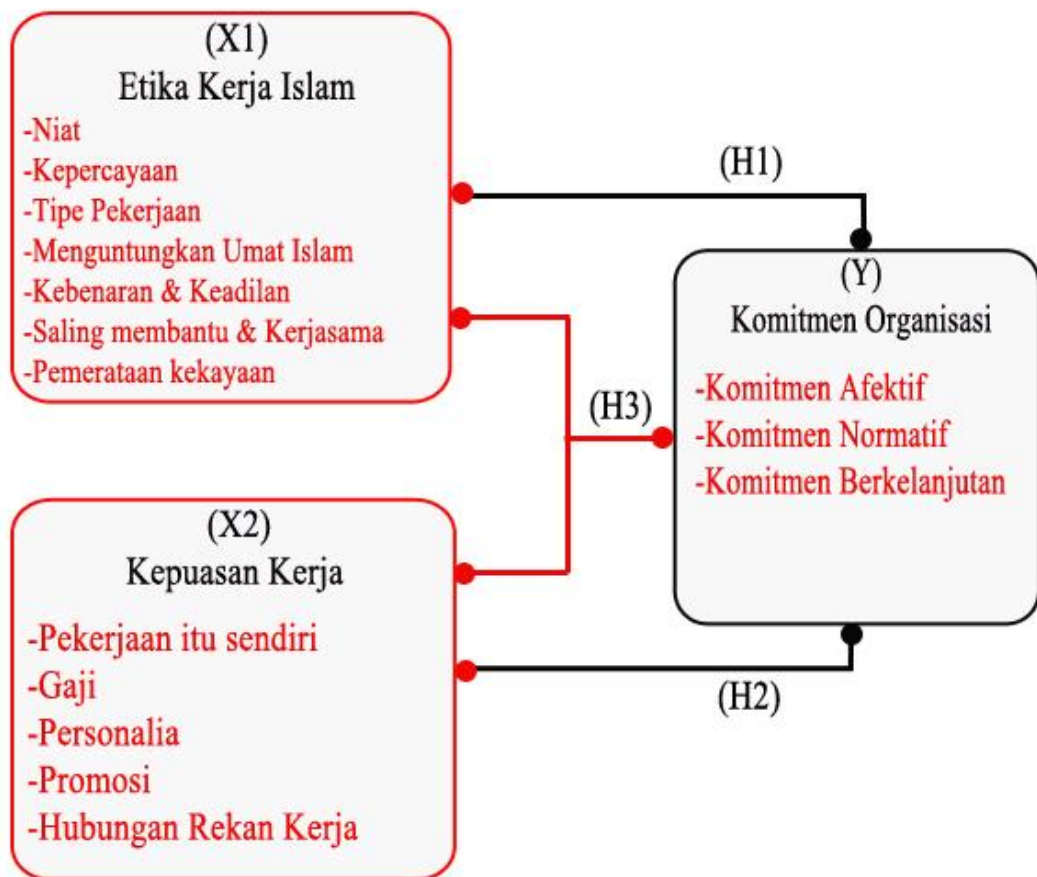 (X1)
Etika Kerja Islam
-Niat
-Kepercayaan
-Tipe Pekerjaan
-Menguntungkan Umat Islam
-Kebenaran & Keadilan
-Saling membantu & Kerjasama
-Pemerataan kekayaan
(H1)
(Y)
Komitmen Organisasi
-Komitmen Afektif
-Komitmen Normatif
-Komitmen Berkelanjutan
(H3)
(X2)
Kepuasan Kerja
-Pekerjaan itu sendiri
-Gaji
-Personalia
-Promosi
-Hubungan Rekan Kerja
(H2)